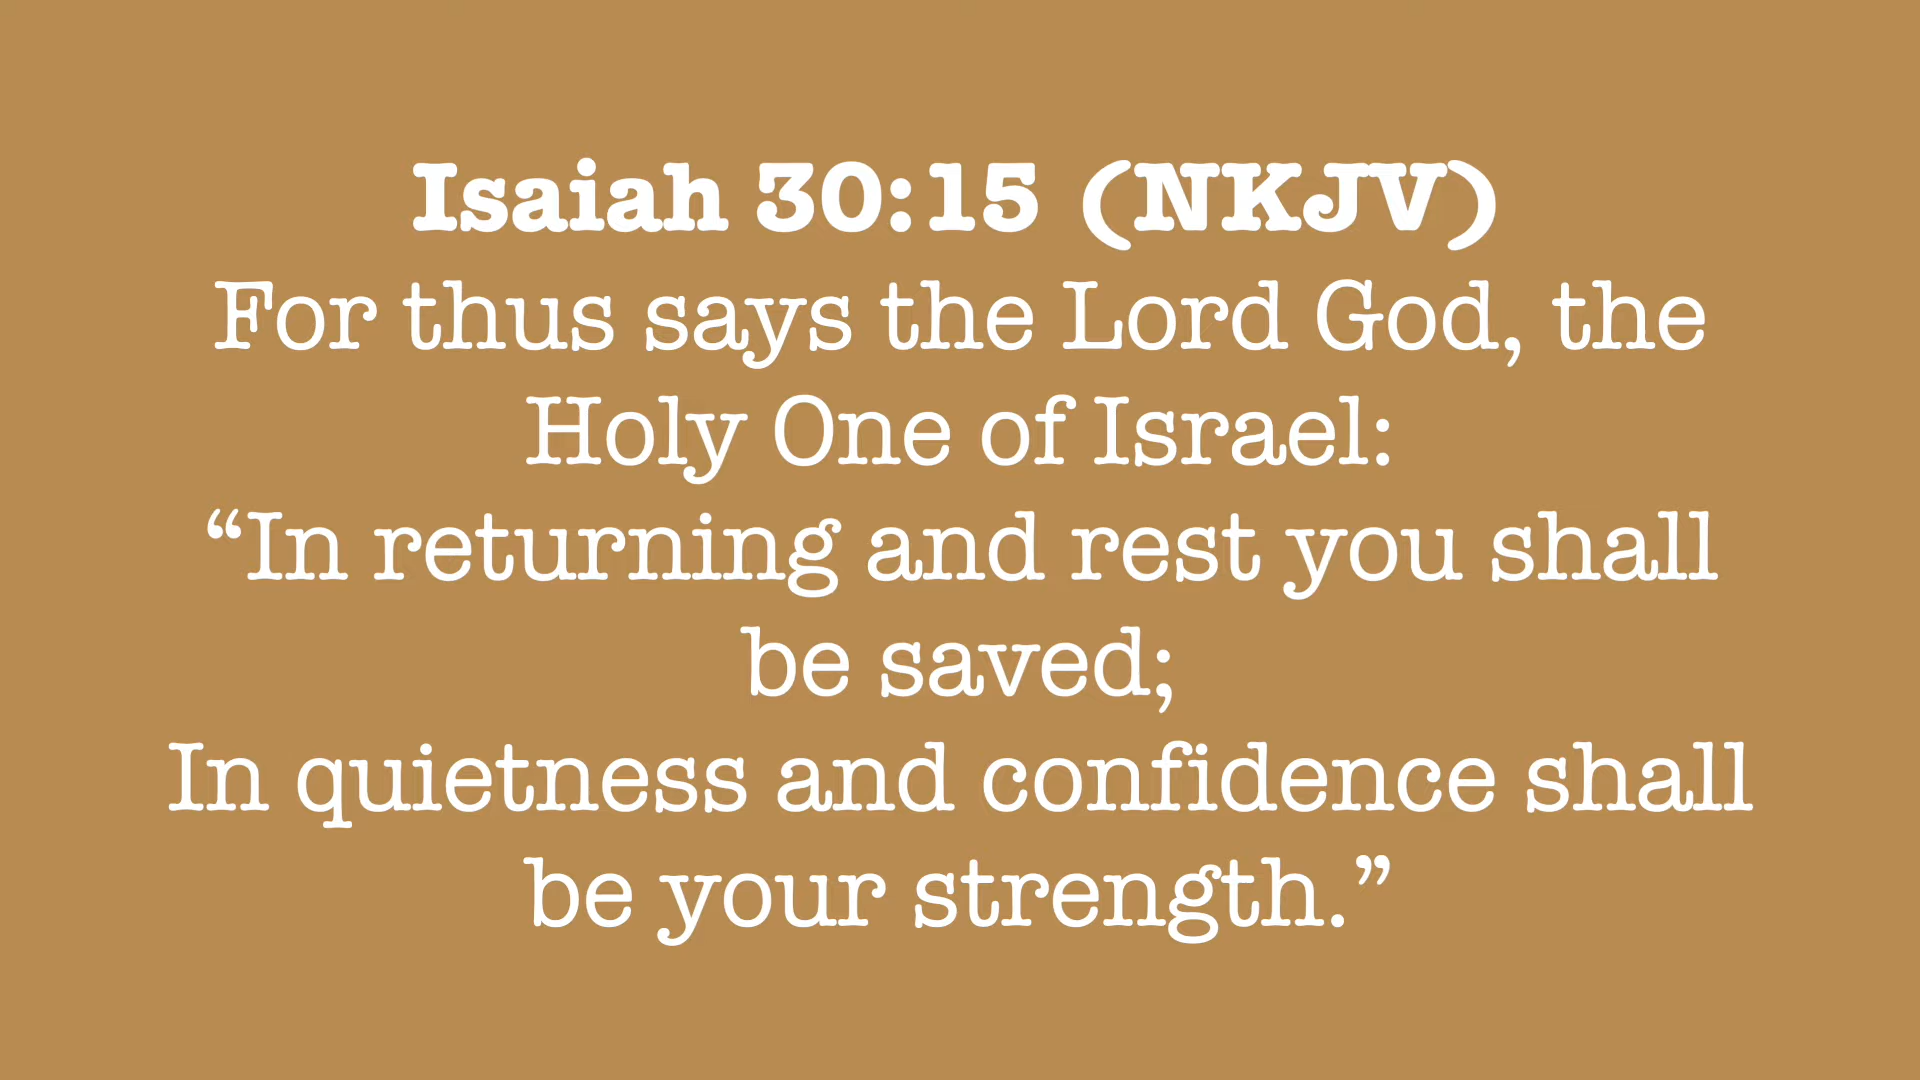 Isaiah 30:15 (NKJV)
For thus says the Lord God, the
Holy One of Israel:
“In returning and rest you shall
be saved;
In quietness and confidence shall
be your strength.”